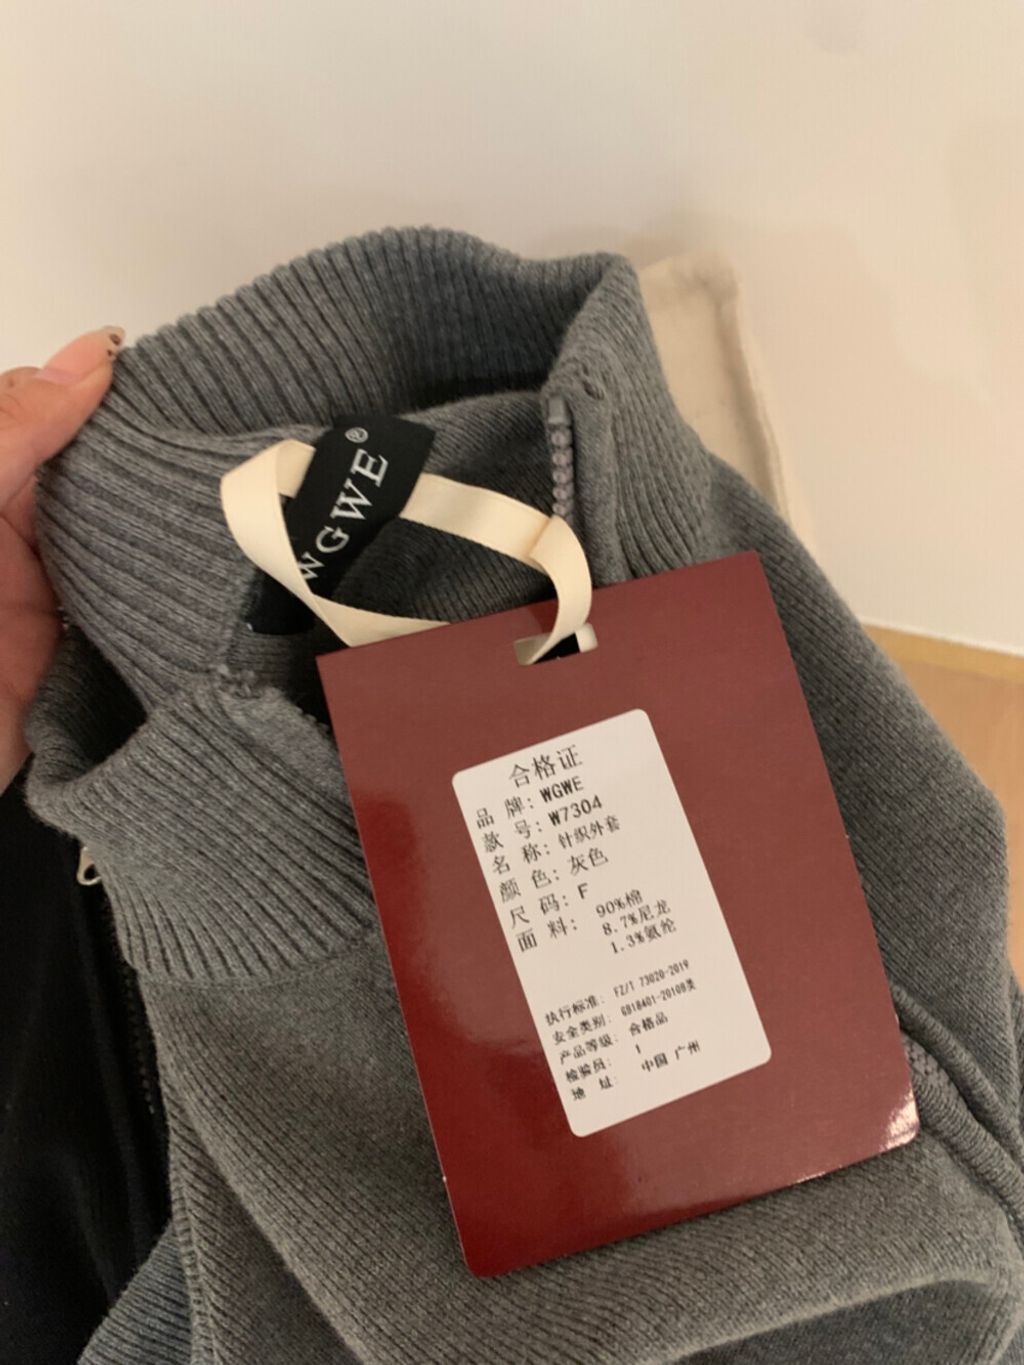 WGWE®
合格证
品 牌: WGWE
款 号: W7304
名 称: 针织外套
颜 色: 灰色
尺 码: F
面 料: 90%棉
8.7%尼龙
1.3%氨纶
执行标准: FZ/T 73020-2019
安全类别: GB18401-2010B类
产品等级: 合格品
检验员: 1
地 址: 中国 广州